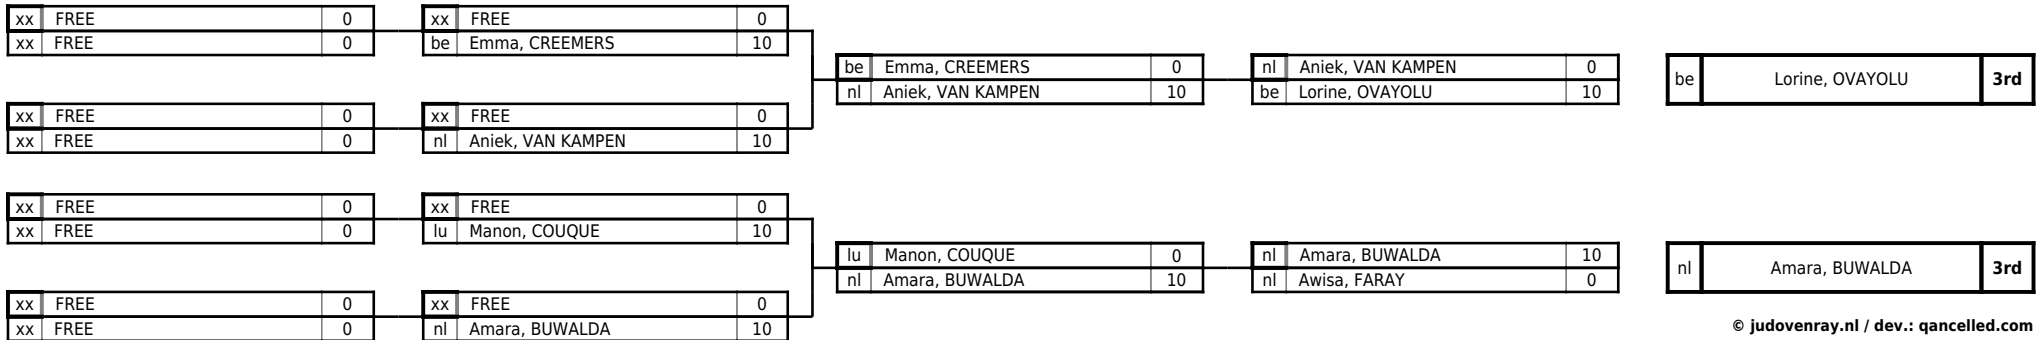 xx FREE 0 xx FREE 0
xx FREE 0 be Emma, CREEMERS 10
be Emma, CREEMERS 0 nl Aniek, VAN KAMPEN 0
be Lorine, OVAYOLU 3rd
nl Aniek, VAN KAMPEN 10 be Lorine, OVAYOLU 10
xx FREE 0 xx FREE 0
xx FREE 0 nl Aniek, VAN KAMPEN 10
xx FREE 0 xx FREE 0
xx FREE 0 lu Manon, COUQUE 10
lu Manon, COUQUE 0 nl Amara, BUWALDA 10
nl Amara, BUWALDA 3rd
nl Amara, BUWALDA 10 nl Awisa, FARAY 0
xx FREE 0 xx FREE 0
xx FREE 0 nl Amara, BUWALDA 10
© judovenray.nl / dev.: qancelled.com